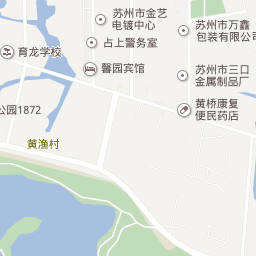 苏州市金艺
电镀中心
苏州市万鑫
包装有限公司
占上警务室
育龙学校
馨园宾馆
苏州市三口
金属制品厂
公园1872
黄桥康复
便民药店
黄渔村